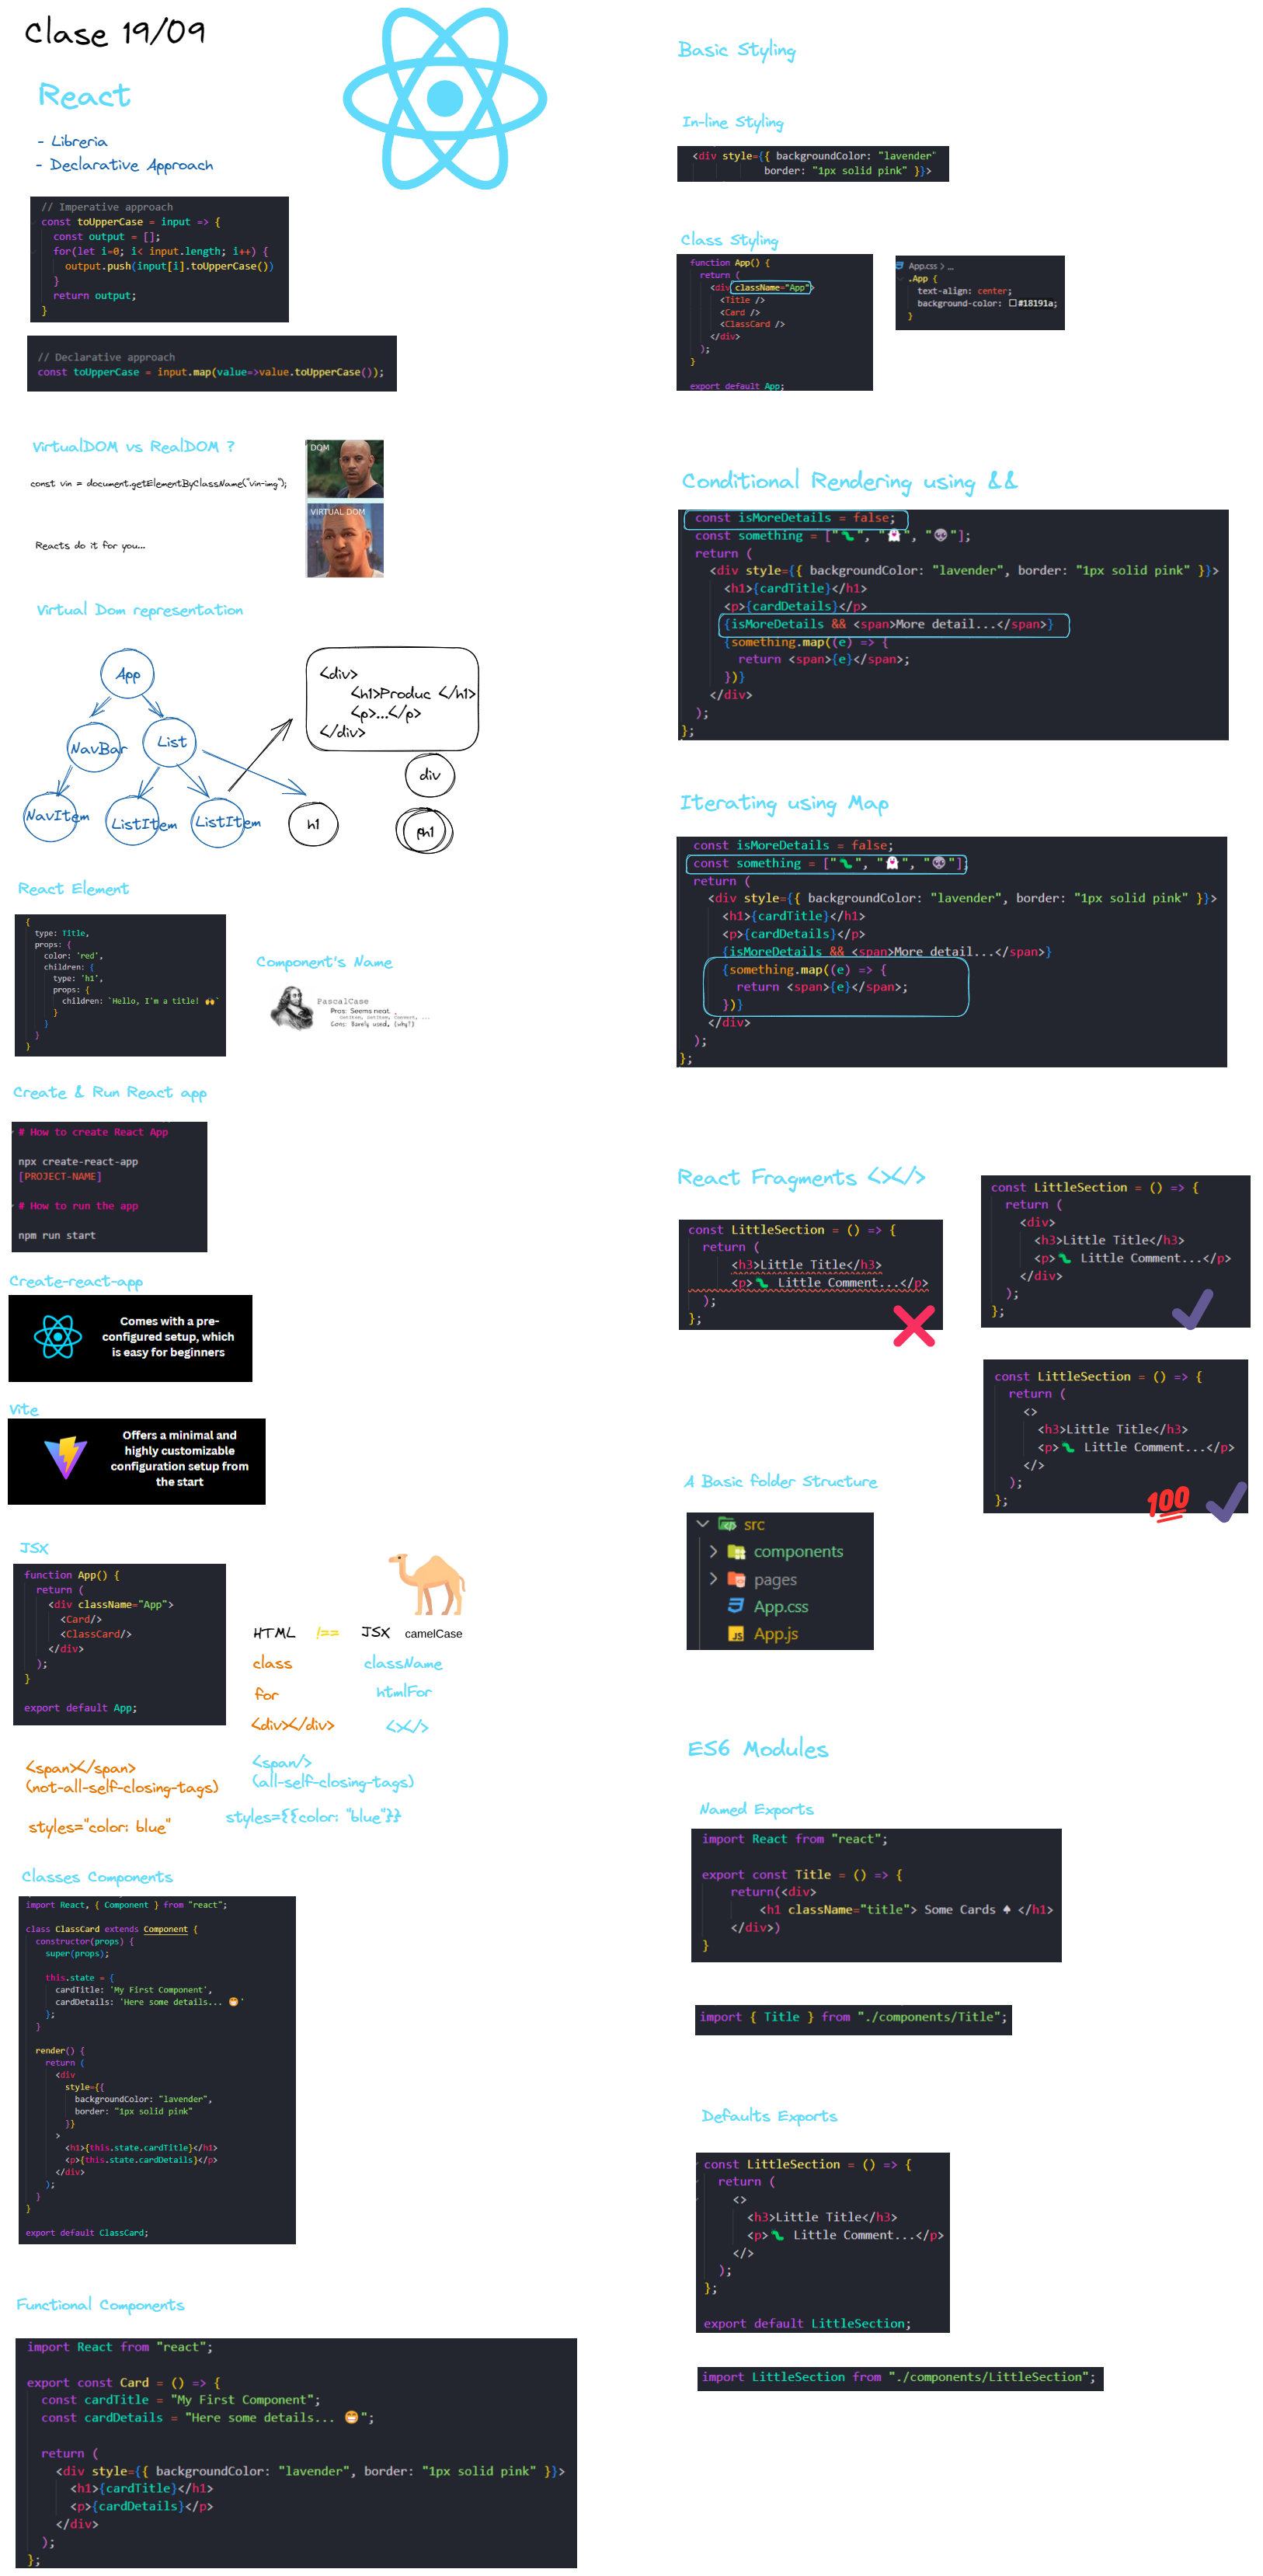 Clase 19/09
React
- Libreria
- Declarative Approach
// Imperative approach
const toUpperCase = input => {
const output = [];
for(let i=0; i< input.length; i++) {
output.push(input[i].toUpperCase())
}
return output;
}
// Declarative approach
const toUpperCase = input.map(value=>value.toUpperCase());
VirtualDOM vs RealDOM ?
const vin = document.getElementByClassName("vin-img");
DOM
VIRTUAL DOM
Reacts do it for you...
Virtual Dom representation
App
NavBar
List
NavItem
ListItem
ListItem
h1
<div>
<h1>Produc </h1>
<p>...</p>
</div>
div
ph1
React Element
{
type: Title,
props: {
color: 'red',
children: {
type: 'h1',
props: {
children: `Hello, I'm a title! 🙌`
}
}
}
}
Component's Name
PascalCase
Pros: Seems neat.
GetItem, SetItem, Convert, ...
Cons: Barely used, (why?)
Create & Run React app
# How to create React App
npx create-react-app
[PROJECT-NAME]
# How to run the app
npm run start
Create-react-app
Comes with a pre-
configured setup, which
is easy for beginners
Vite
Offers a minimal and
highly customizable
configuration setup from
the start
JSX
function App() {
return (
<div className="App">
<Card/>
<ClassCard/>
</div>
);
}
export default App;
HTML !== JSX camelCase
class className
for htmlFor
<div></div> <></>
<span></span>
(not-all-self-closing-tags)
<span/>
(all-self-closing-tags)
styles="color: blue"
styles={{color: "blue"}}
Classes Components
import React, { Component } from "react";
class ClassCard extends Component {
constructor(props) {
super(props);
this.state = {
cardTitle: 'My First Component',
cardDetails: 'Here some details... 😁'
};
}
render() {
return (
<div
style={{
backgroundColor: "lavender",
border: "1px solid pink"
}}
>
<h1>{this.state.cardTitle}</h1>
<p>{this.state.cardDetails}</p>
</div>
);
}
}
export default ClassCard;
Functional Components
import React from "react";
export const Card = () => {
const cardTitle = "My First Component";
const cardDetails = "Here some details... 😁";
return (
<div style={{ backgroundColor: "lavender", border: "1px solid pink" }}>
<h1>{cardTitle}</h1>
<p>{cardDetails}</p>
</div>
);
};
Basic Styling
In-line Styling
<div style={{ backgroundColor: "lavender"
border: "1px solid pink" }}>
Class Styling
function App() {
return (
<div className="App">
<Title />
<Card />
<ClassCard />
</div>
);
}
export default App;
App.css > ...
.App {
text-align: center;
background-color: #18191a;
}
Conditional Rendering using &&
const isMoreDetails = false;
const something = ["🐛", "👻", "👽"];
return (
<div style={{ backgroundColor: "lavender", border: "1px solid pink" }}>
<h1>{cardTitle}</h1>
<p>{cardDetails}</p>
{isMoreDetails && <span>More detail...</span>}
{something.map((e) => {
return <span>{e}</span>;
})}
</div>
);
};
Iterating using Map
const isMoreDetails = false;
const something = ["🐛", "👻", "👽"];
return (
<div style={{ backgroundColor: "lavender", border: "1px solid pink" }}>
<h1>{cardTitle}</h1>
<p>{cardDetails}</p>
{isMoreDetails && <span>More detail...</span>}
{something.map((e) => {
return <span>{e}</span>;
})}
</div>
);
};
React Fragments <></>
const LittleSection = () => {
return (
<h3>Little Title</h3>
<p>🐛 Little Comment...</p>
);
};
const LittleSection = () => {
return (
<div>
<h3>Little Title</h3>
<p>🐛 Little Comment...</p>
</div>
);
};
const LittleSection = () => {
return (
<>
<h3>Little Title</h3>
<p>🐛 Little Comment...</p>
</>
);
};
100
A Basic folder Structure
src
components
pages
App.css
JS App.js
ES6 Modules
Named Exports
import React from "react";
export const Title = () => {
return(<div>
<h1 className="title"> Some Cards ♠ </h1>
</div>)
}
import { Title } from "./components/Title";
Defaults Exports
const LittleSection = () => {
return (
<>
<h3>Little Title</h3>
<p>🐛 Little Comment...</p>
</>
);
};
export default LittleSection;
import LittleSection from "./components/LittleSection";